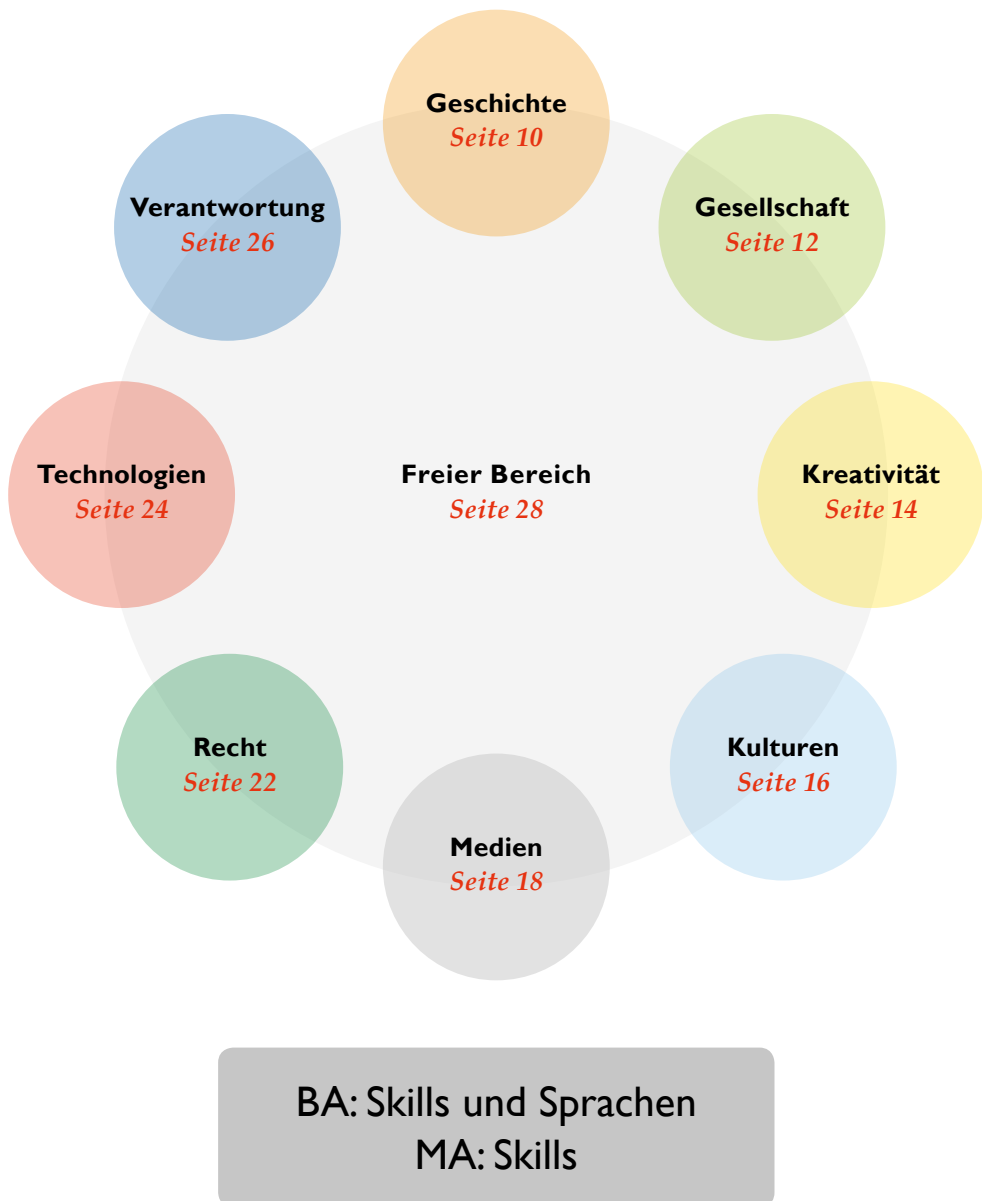 Geschichte
Seite 10
Verantwortung
Seite 26
Gesellschaft
Seite 12
Technologien
Seite 24
Freier Bereich
Seite 28
Kreativität
Seite 14
Recht
Seite 22
Kulturen
Seite 16
Medien
Seite 18
BA: Skills und Sprachen
MA: Skills